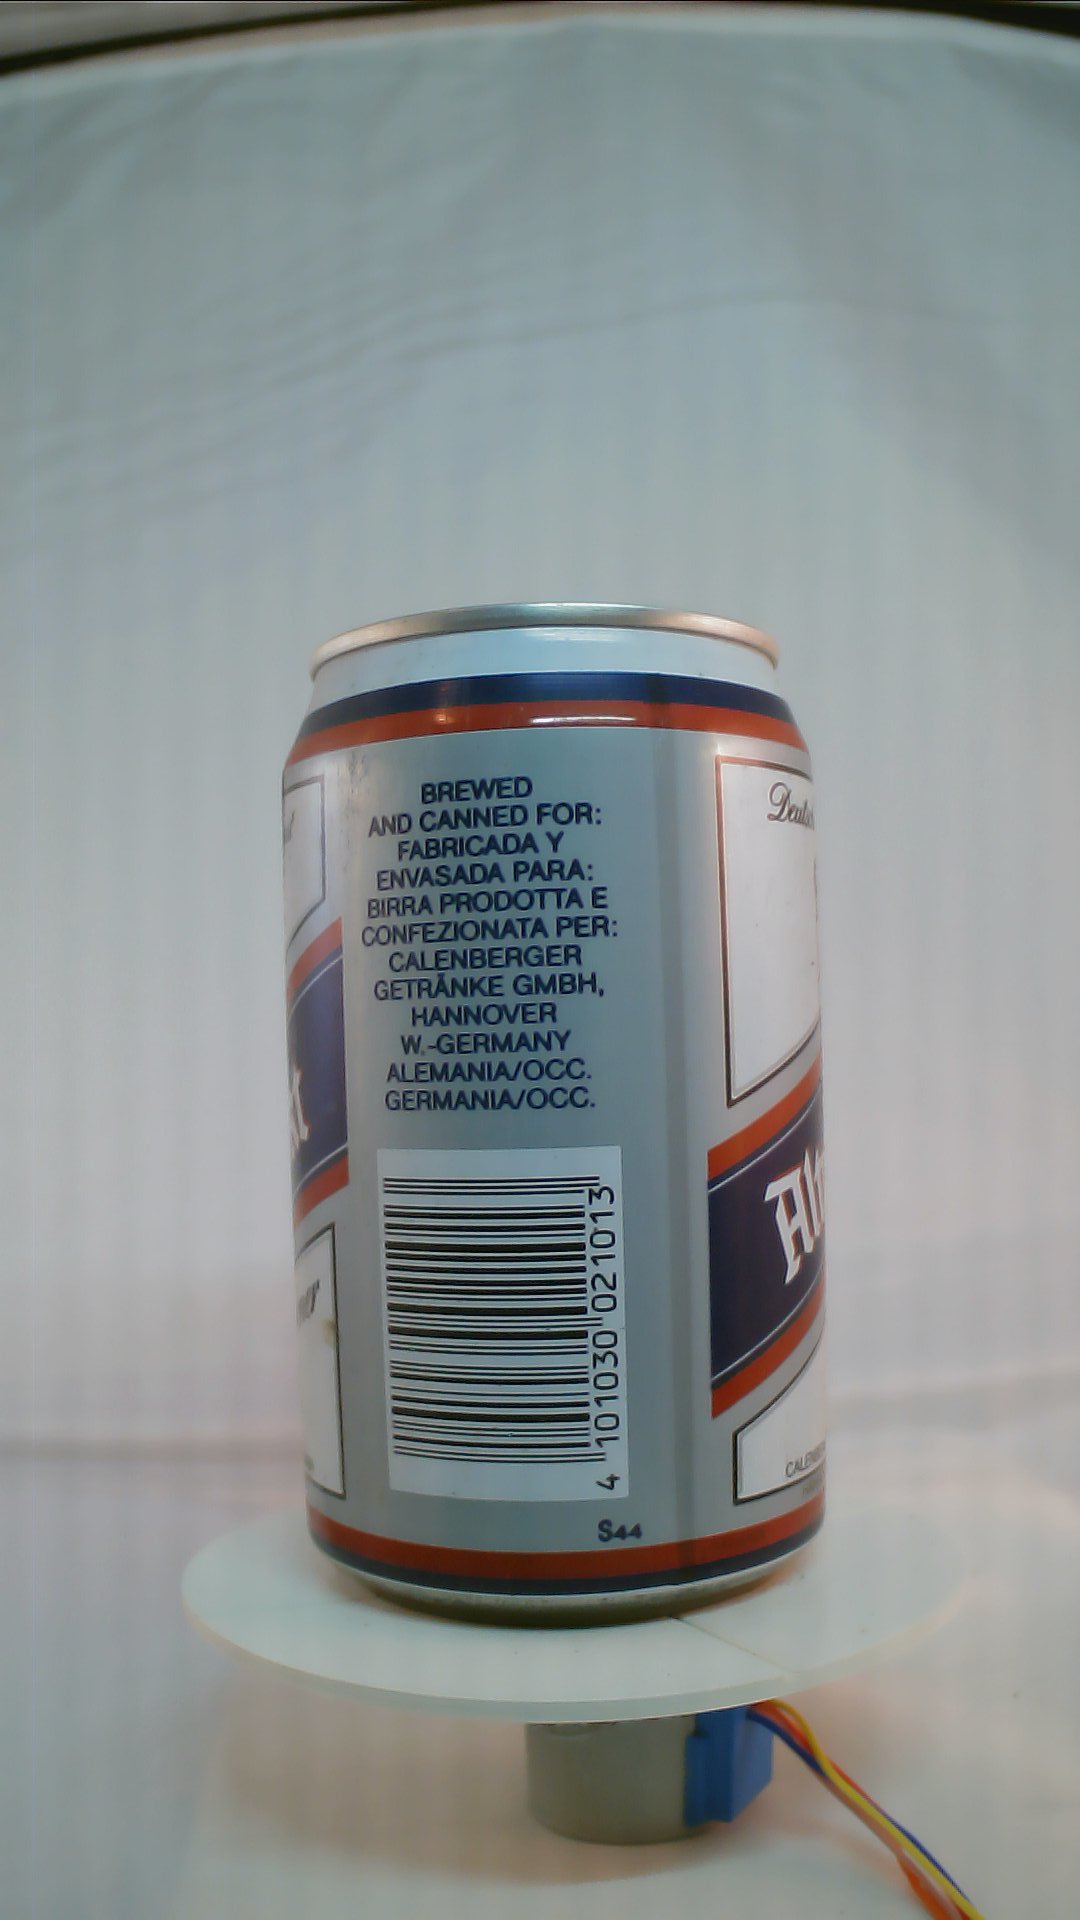 BREWED
AND CANNED FOR:
FABRICADA Y
ENVASADA PARA:
BIRRA PRODOTTA E
CONFEZIONATA PER:
CALENBERGER
GETRÄNKE GMBH,
HANNOVER
W.-GERMANY
ALEMANIA/OCC.
GERMANIA/OCC.
4 101030 021013
S44